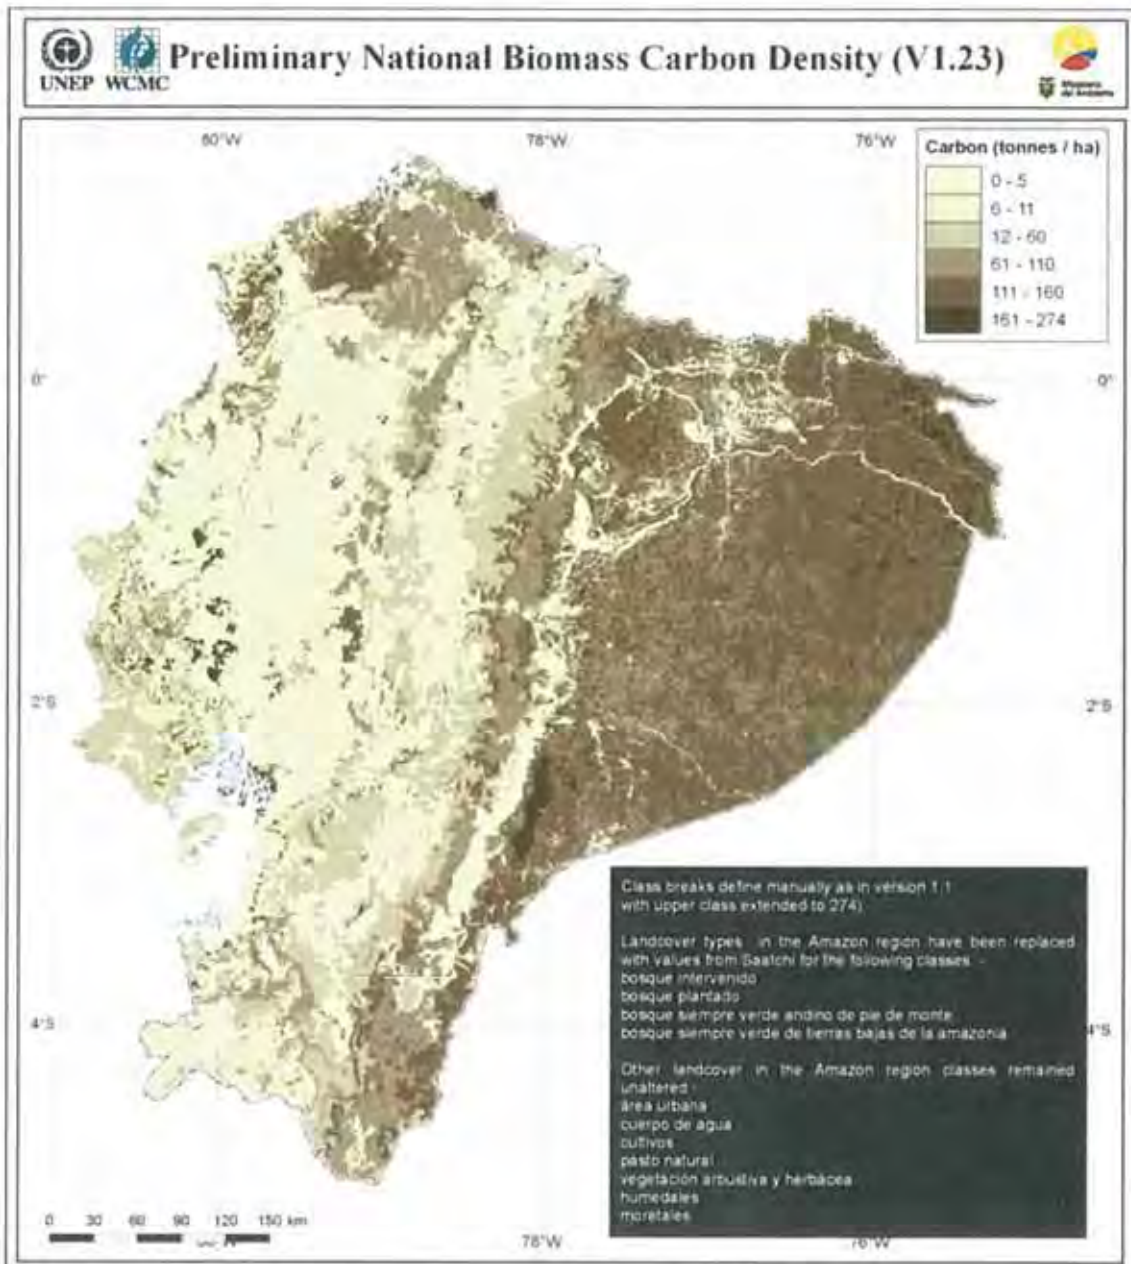 UNEP WCMC
Preliminary National Biomass Carbon Density (V1.23)
Ministerio del Ambiente
80°W 78°W 76°W
Carbon (tonnes / ha)
0 - 5
6 - 11
12 - 60
61 - 110
111 - 160
161 - 274
0° 0°
2°S 2°S
Class breaks define manually as in version 1.1
with upper class extended to 274)
Landcover types in the Amazon region have been replaced
with values from Saatchi for the following classes -
bosque intervenido
bosque plantado
bosque siempre verde andino de pie de monte
bosque siempre verde de tierras bajas de la amazonia
4°S 4°S
Other landcover in the Amazon region classes remained
unaltered -
área urbana
cuerpo de agua
cultivos
pasto natural
vegetación arbustiva y herbácea
humedales
moretales
0 30 60 90 120 150 km
80°W 78°W 76°W